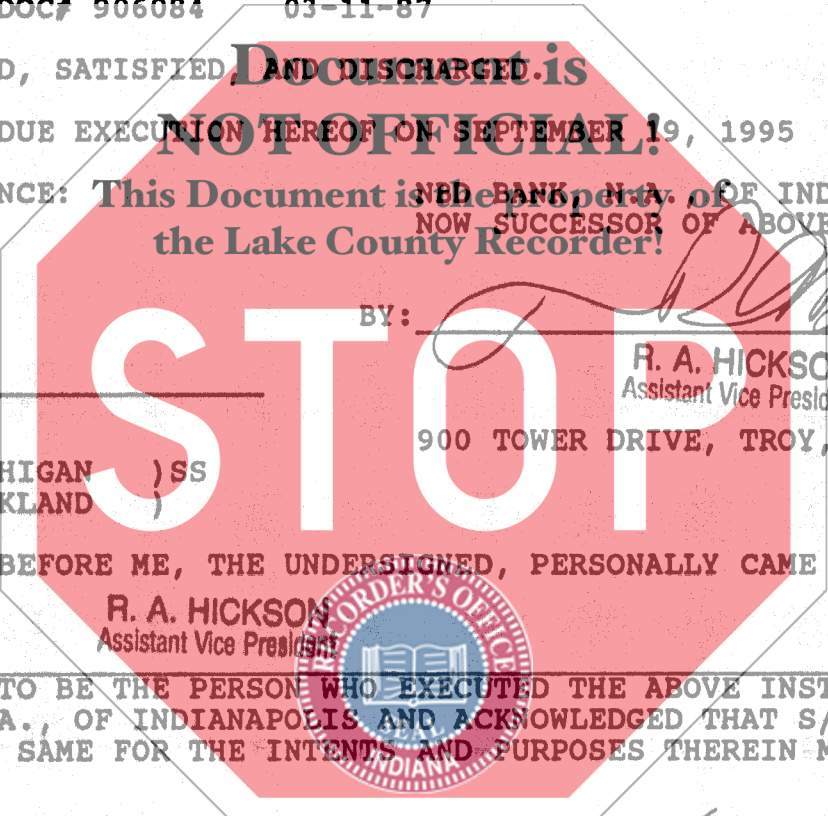 DOC# 906084 03-11-87
Document is
D, SATISFIED, AND DISCHARGED.
NOT OFFICIAL!
DUE EXECUTION HEREOF ON SEPTEMBER 19, 1995
This Document is the property of
NCE: NBD BANK, N.A., OF IND
NOW SUCCESSOR OF ABOVE
the Lake County Recorder!
BY:
STOP
R. A. HICKSO
Assistant Vice Presid
900 TOWER DRIVE, TROY,
HIGAN )SS
KLAND )
BEFORE ME, THE UNDERSIGNED, PERSONALLY CAME
R. A. HICKSON
Assistant Vice President
RECORDER'S OFFICE
SEAL
INDIANA
TO BE THE PERSON WHO EXECUTED THE ABOVE INST
A., OF INDIANAPOLIS AND ACKNOWLEDGED THAT S/
SAME FOR THE INTENTS AND PURPOSES THEREIN M